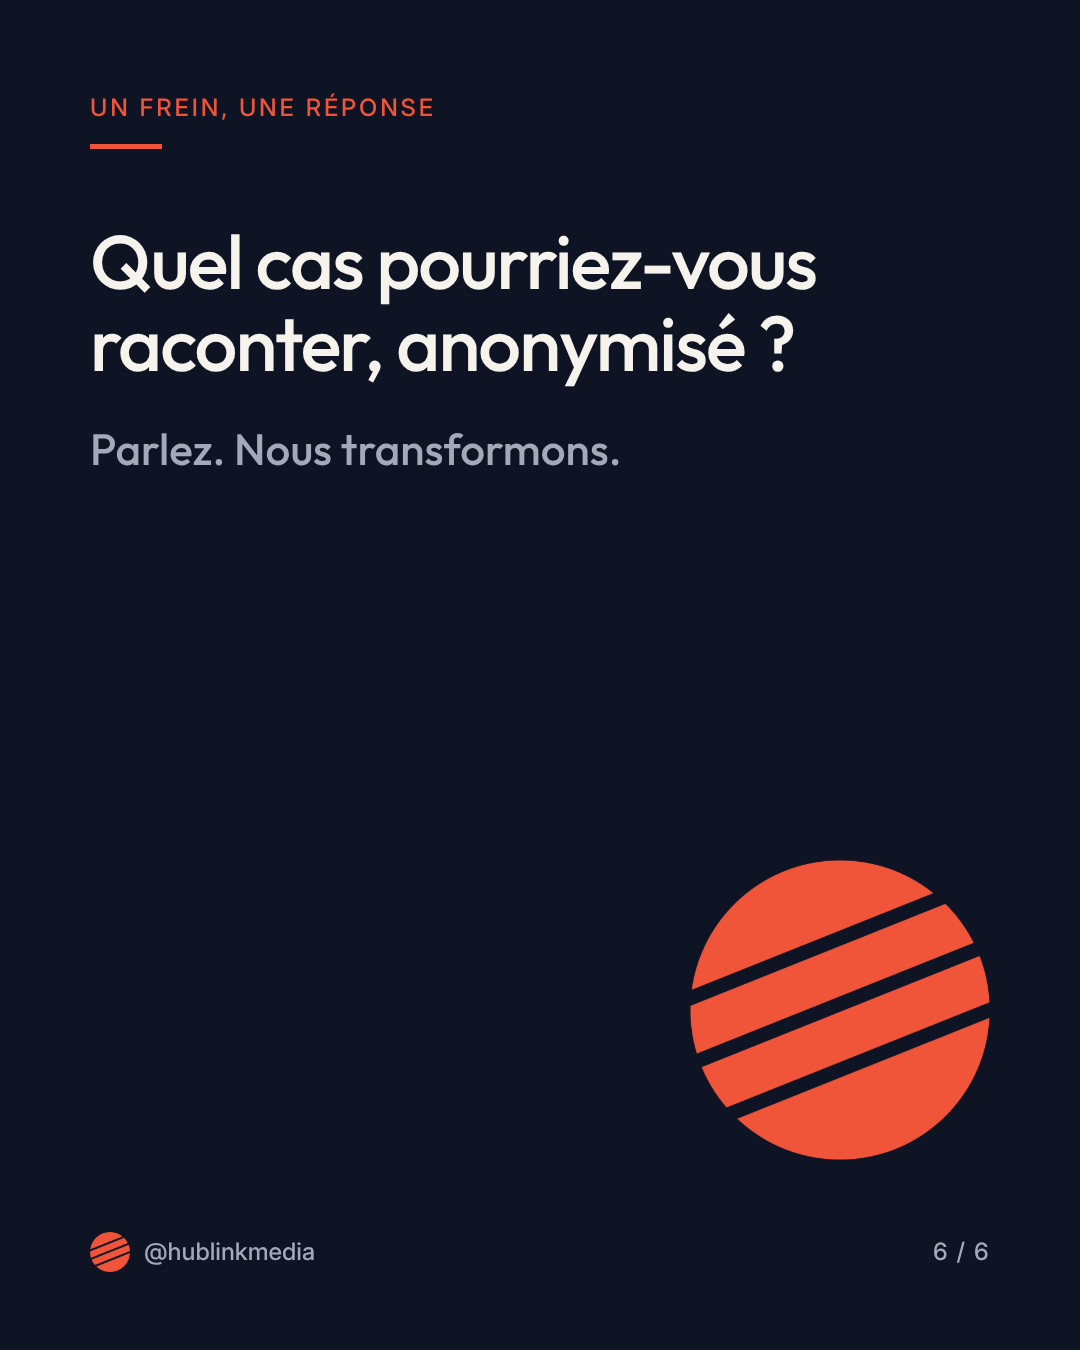 UN FREIN, UNE RÉPONSE
Quel cas pourriez-vous
raconter, anonymisé ?
Parlez. Nous transformons.
@hublinkmedia
6 / 6